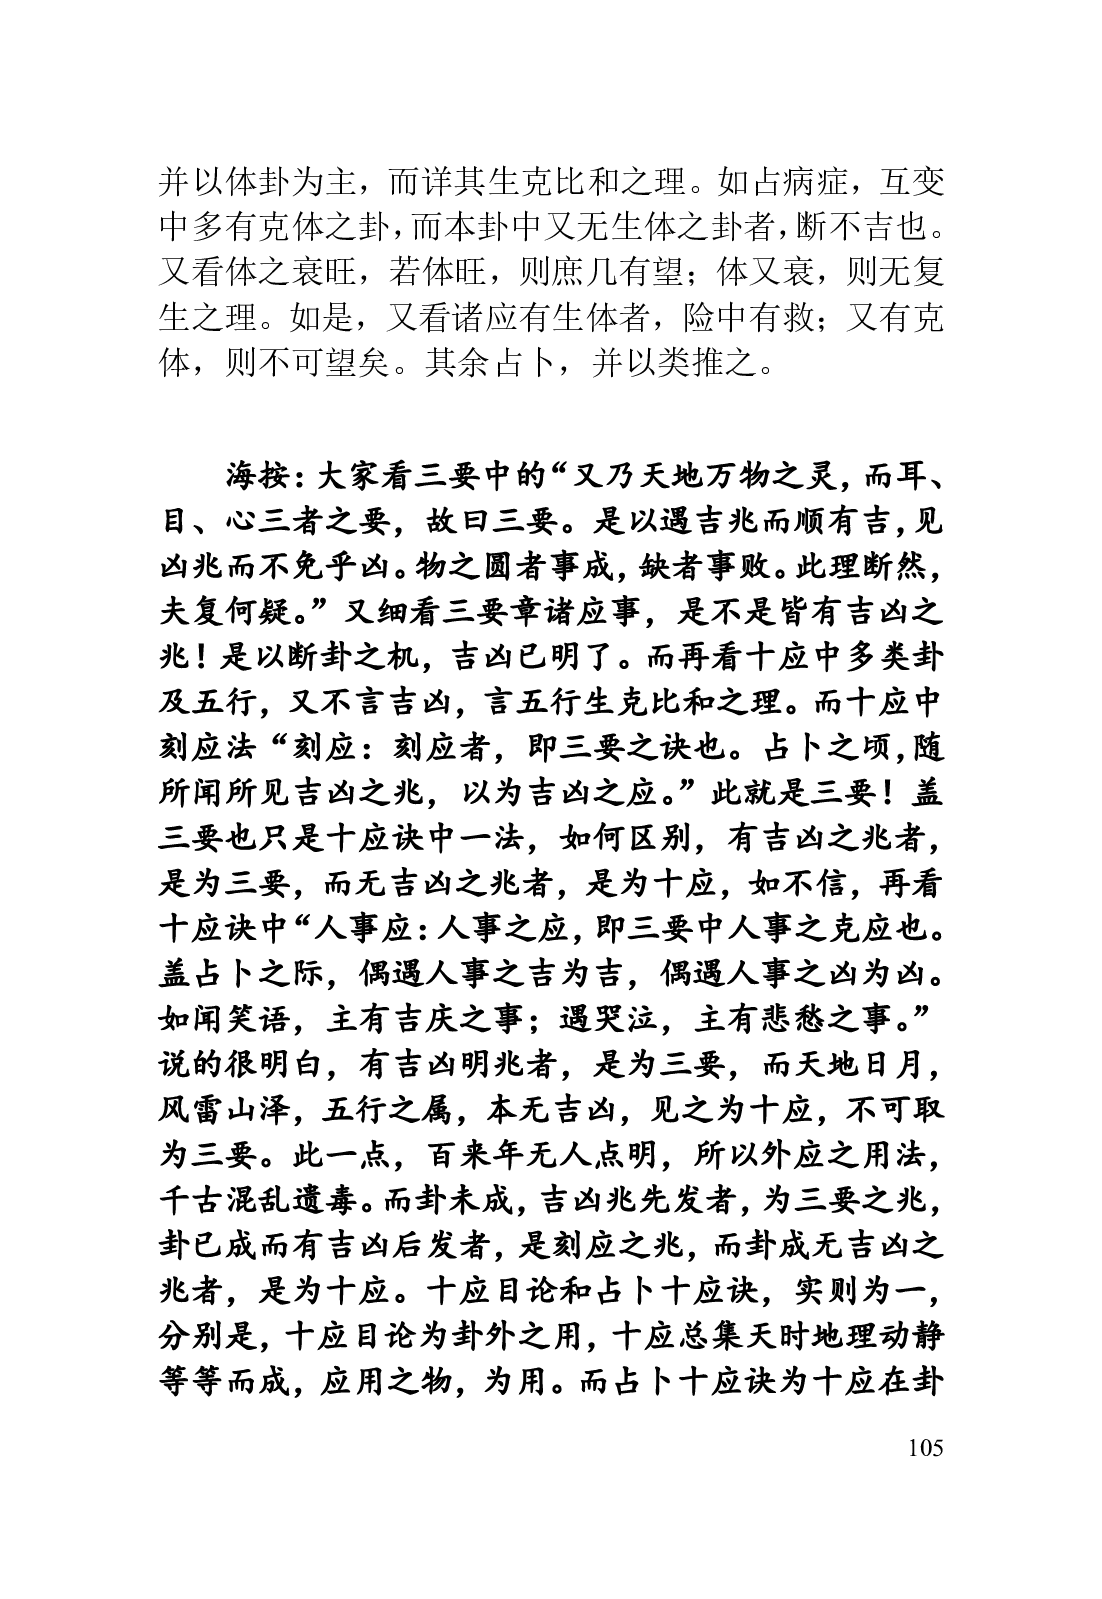 并以体卦为主，而详其生克比和之理。如占病症，互变
中多有克体之卦，而本卦中又无生体之卦者，断不吉也。
又看体之衰旺，若体旺，则庶几有望；体又衰，则无复
生之理。如是，又看诸应有生体者，险中有救；又有克
体，则不可望矣。其余占卜，并以类推之。
海按：大家看三要中的“又乃天地万物之灵，而耳、
目、心三者之要，故曰三要。是以遇吉兆而顺有吉，见
凶兆而不免乎凶。物之圆者事成，缺者事败。此理断然，
夫复何疑。”又细看三要章诸应事，是不是皆有吉凶之
兆！是以断卦之机，吉凶已明了。而再看十应中多类卦
及五行，又不言吉凶，言五行生克比和之理。而十应中
刻应法“刻应：刻应者，即三要之诀也。占卜之顷，随
所闻所见吉凶之兆，以为吉凶之应。”此就是三要！盖
三要也只是十应诀中一法，如何区别，有吉凶之兆者，
是为三要，而无吉凶之兆者，是为十应，如不信，再看
十应诀中“人事应：人事之应，即三要中人事之克应也。
盖占卜之际，偶遇人事之吉为吉，偶遇人事之凶为凶。
如闻笑语，主有吉庆之事；遇哭泣，主有悲愁之事。”
说的很明白，有吉凶明兆者，是为三要，而天地日月，
风雷山泽，五行之属，本无吉凶，见之为十应，不可取
为三要。此一点，百来年无人点明，所以外应之用法，
千古混乱遗毒。而卦未成，吉凶兆先发者，为三要之兆，
卦已成而有吉凶后发者，是刻应之兆，而卦成无吉凶之
兆者，是为十应。十应目论和占卜十应诀，实则为一，
分别是，十应目论为卦外之用，十应总集天时地理动静
等等而成，应用之物，为用。而占卜十应诀为十应在卦
105